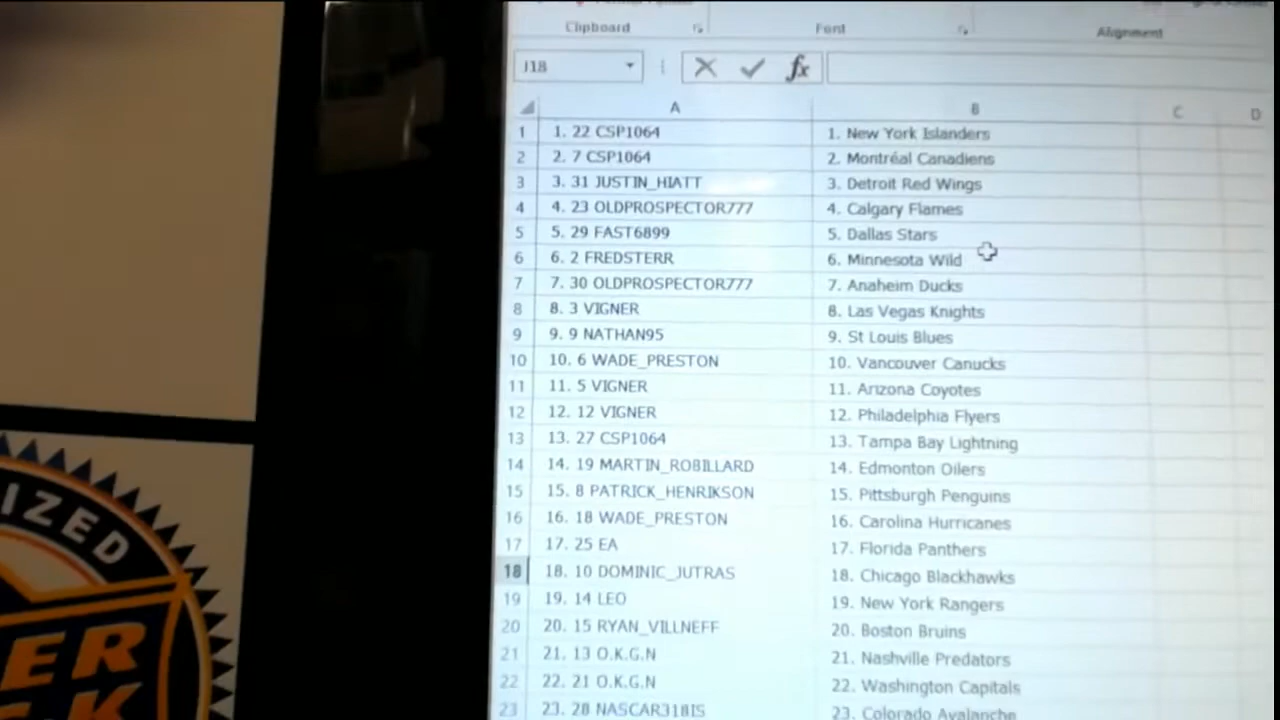 Clipboard Font Alignment
J18 fx
A B C D
1 1. 22 CSP1064 1. New York Islanders
2 2. 7 CSP1064 2. Montréal Canadiens
3 3. 31 JUSTIN_HIATT 3. Detroit Red Wings
4 4. 23 OLDPROSPECTOR777 4. Calgary Flames
5 5. 29 FAST6899 5. Dallas Stars
6 6. 2 FREDSTERR 6. Minnesota Wild
7 7. 30 OLDPROSPECTOR777 7. Anaheim Ducks
8 8. 3 VIGNER 8. Las Vegas Knights
9 9. 9 NATHAN95 9. St Louis Blues
10 10. 6 WADE_PRESTON 10. Vancouver Canucks
11 11. 5 VIGNER 11. Arizona Coyotes
12 12. 12 VIGNER 12. Philadelphia Flyers
13 13. 27 CSP1064 13. Tampa Bay Lightning
14 14. 19 MARTIN_ROBILLARD 14. Edmonton Oilers
15 15. 8 PATRICK_HENRIKSON 15. Pittsburgh Penguins
16 16. 18 WADE_PRESTON 16. Carolina Hurricanes
17 17. 25 EA 17. Florida Panthers
18 18. 10 DOMINIC_JUTRAS 18. Chicago Blackhawks
19 19. 14 LEO 19. New York Rangers
20 20. 15 RYAN_VILLNEFF 20. Boston Bruins
21 21. 13 O.K.G.N 21. Nashville Predators
22 22. 21 O.K.G.N 22. Washington Capitals
23 23. 28 NASCAR318IS 23. Colorado Avalanche
IZED
ER
K